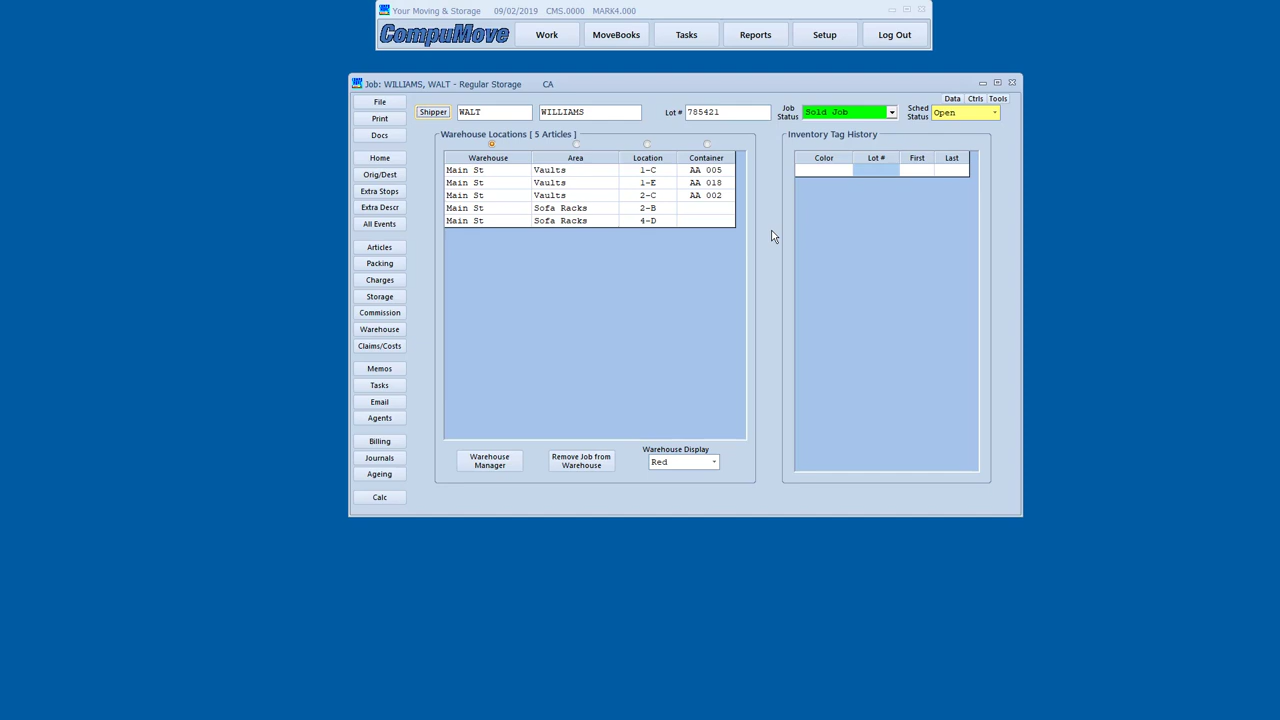 Your Moving & Storage 09/02/2019 CMS.0000 MARK4.000
CompuMove Work MoveBooks Tasks Reports Setup Log Out
Job: WILLIAMS, WALT - Regular Storage CA
Data Ctrls Tools
File
Print
Docs
Home
Orig/Dest
Extra Stops
Extra Descr
All Events
Articles
Packing
Charges
Storage
Commission
Warehouse
Claims/Costs
Memos
Tasks
Email
Agents
Billing
Journals
Ageing
Calc
Shipper WALT WILLIAMS Lot # 785421 Job Status Sold Job Sched Status Open
Warehouse Locations [ 5 Articles ]
Warehouse Area Location Container
Main St Vaults 1-C AA 005
Main St Vaults 1-E AA 018
Main St Vaults 2-C AA 002
Main St Sofa Racks 2-B
Main St Sofa Racks 4-D
Warehouse Manager
Remove Job from Warehouse
Warehouse Display
Red
Inventory Tag History
Color Lot # First Last